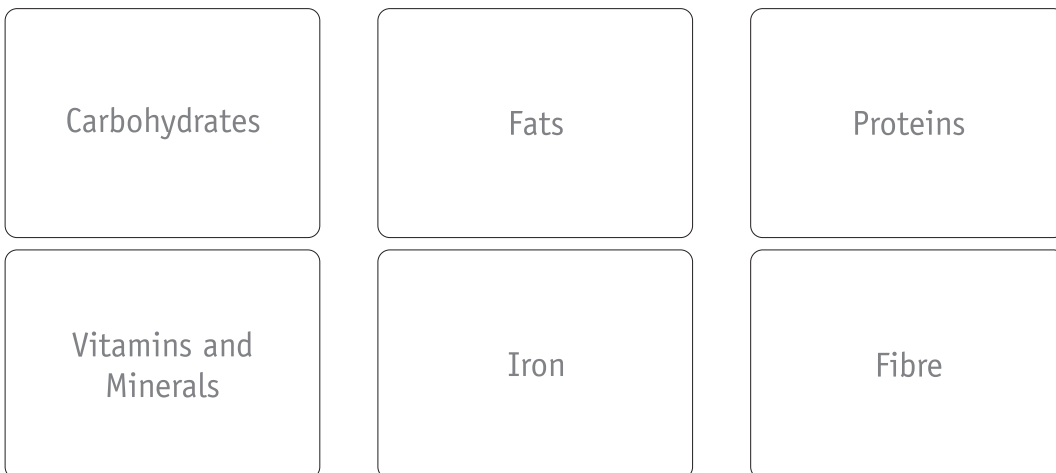 Carbohydrates
Fats
Proteins
Vitamins and
Minerals
Iron
Fibre